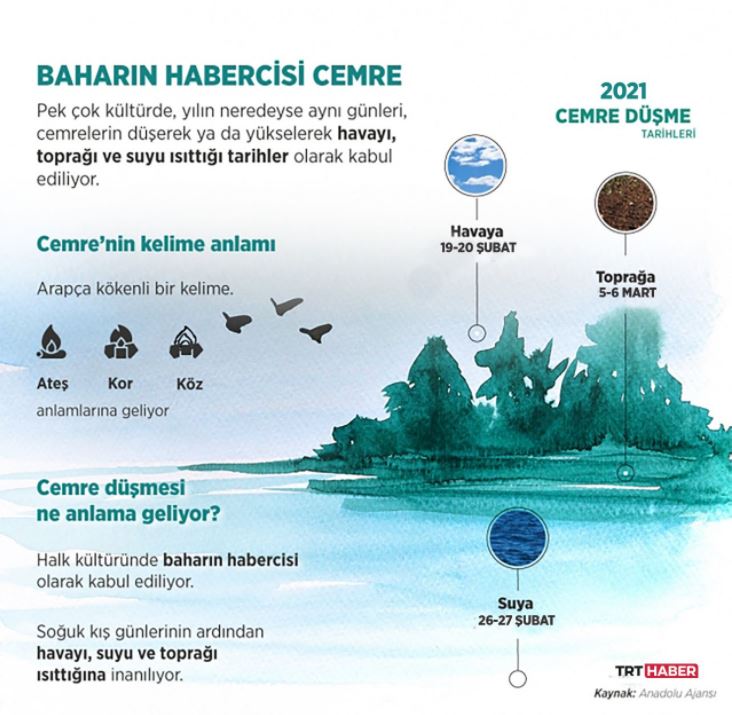 BAHARIN HABERCİSİ CEMRE
Pek çok kültürde, yılın neredeyse aynı günleri,
cemrelerin düşerek ya da yükselerek havayı,
toprağı ve suyu ısıttığı tarihler olarak kabul
ediliyor.
2021
CEMRE DÜŞME
TARİHLERİ
Havaya
19-20 ŞUBAT
Toprağa
5-6 MART
Cemre'nin kelime anlamı
Arapça kökenli bir kelime.
Ateş Kor Köz
anlamlarına geliyor
Cemre düşmesi
ne anlama geliyor?
Halk kültüründe baharın habercisi
olarak kabul ediliyor.
Soğuk kış günlerinin ardından
havayı, suyu ve toprağı
ısıttığına inanılıyor.
Suya
26-27 ŞUBAT
TRT HABER
Kaynak: Anadolu Ajansı